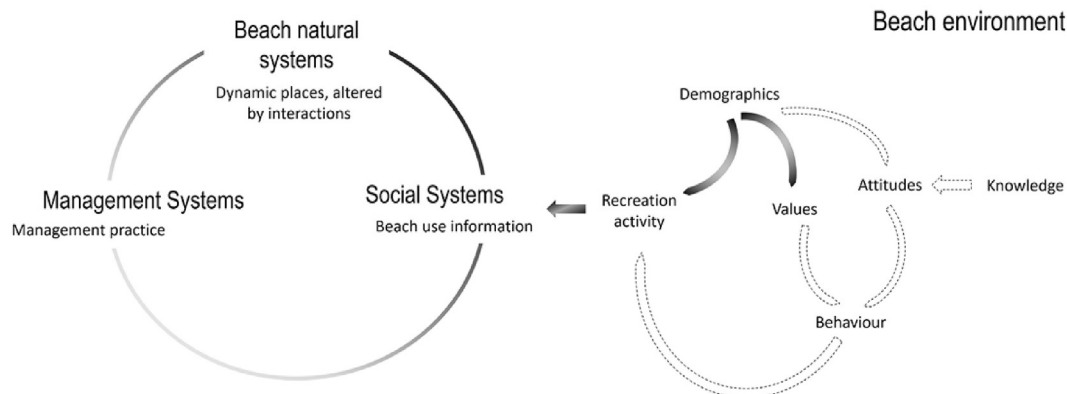 Beach environment
Beach natural
systems
Dynamic places, altered
by interactions
Management Systems
Management practice
Social Systems
Beach use information
Demographics
Recreation
activity
Values
Attitudes
Knowledge
Behaviour